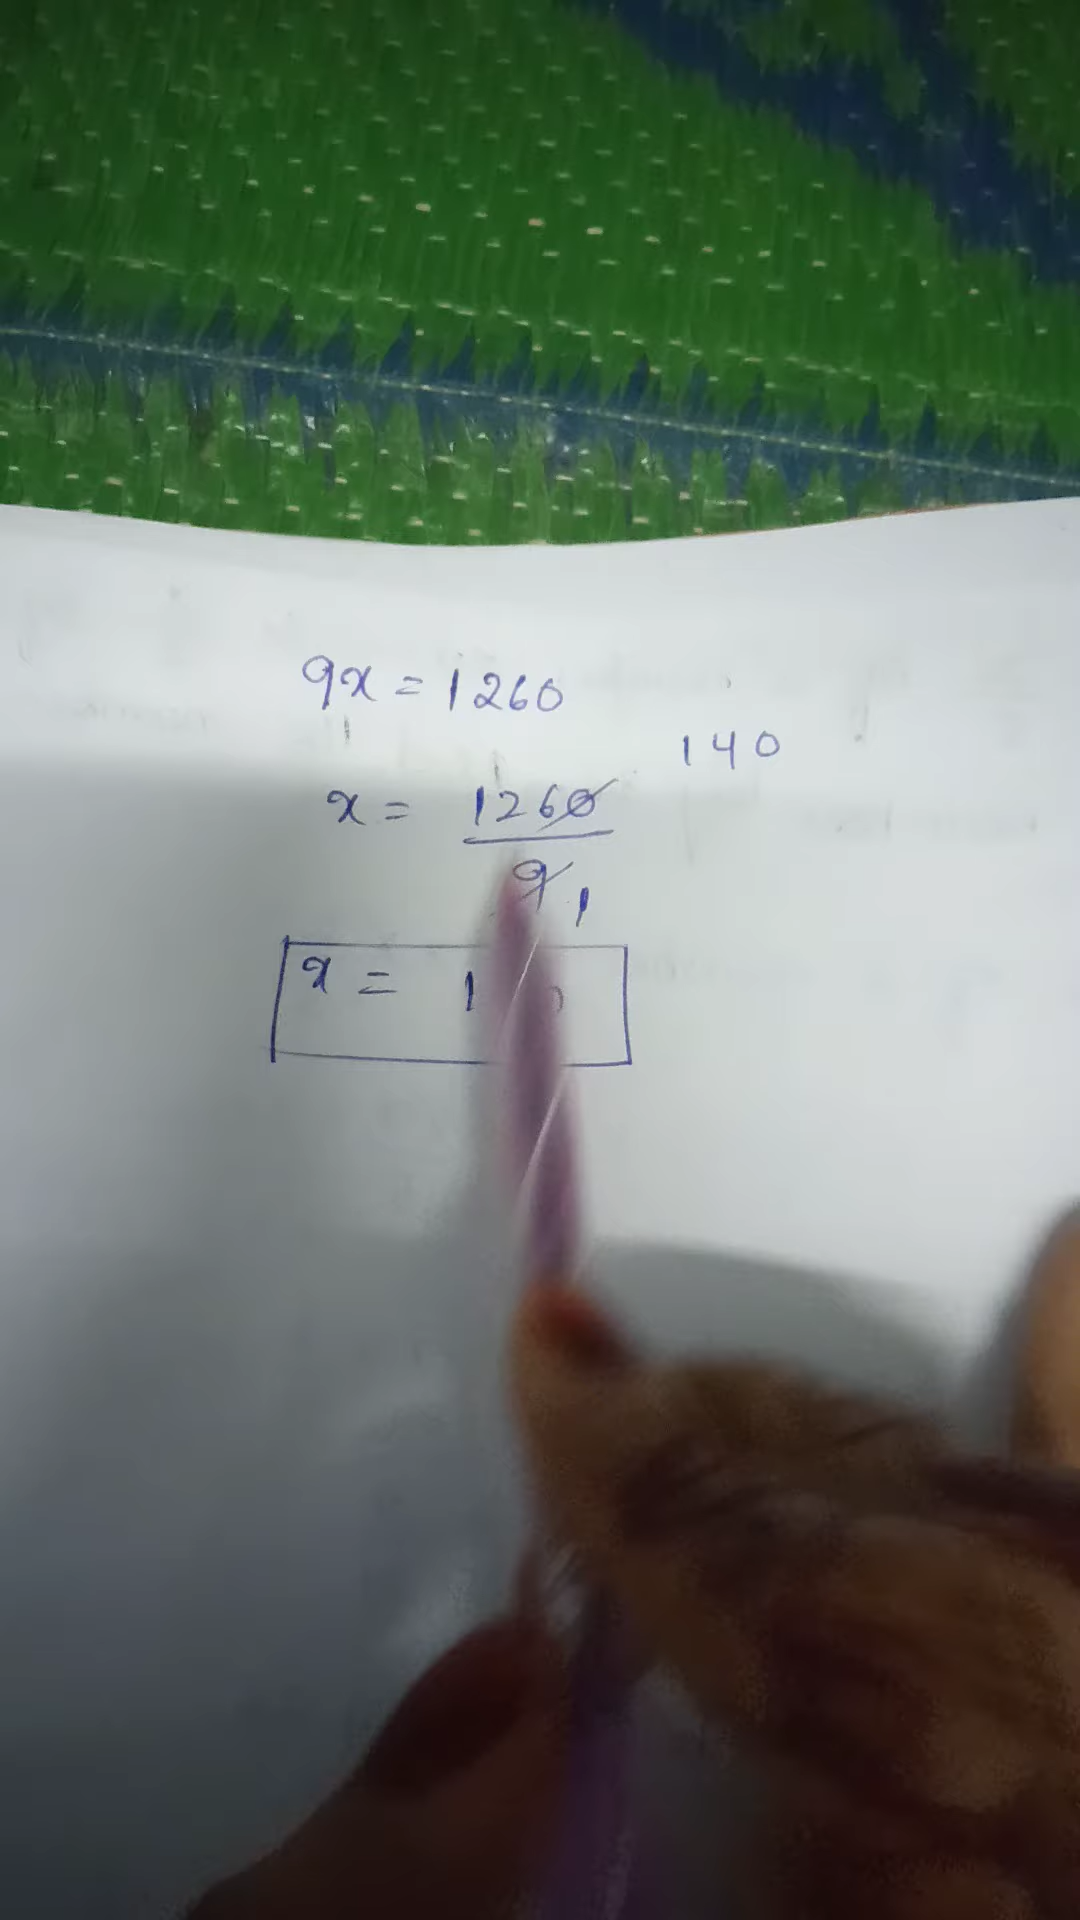 9x = 1260
140
x = 1260
9 1
x =